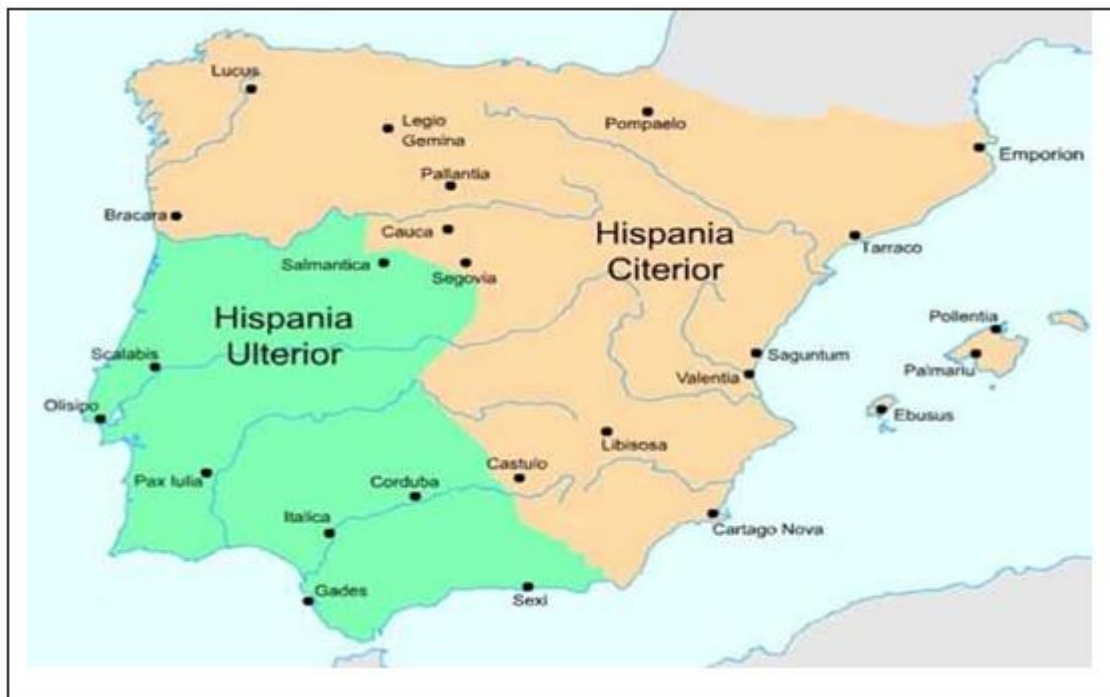 Lucus
Legio
Gemina
Pompaelo
Emporion
Pallantia
Bracara
Cauca
Hispania
Citerior
Tarraco
Salmantica
Segovia
Hispania
Ulterior
Pollentia
Scalabis
Saguntum
Valentia
Palmariu
Olisipo
Ebusus
Libisosa
Castulo
Pax Iulia
Corduba
Italica
Cartago Nova
Gades
Sexi